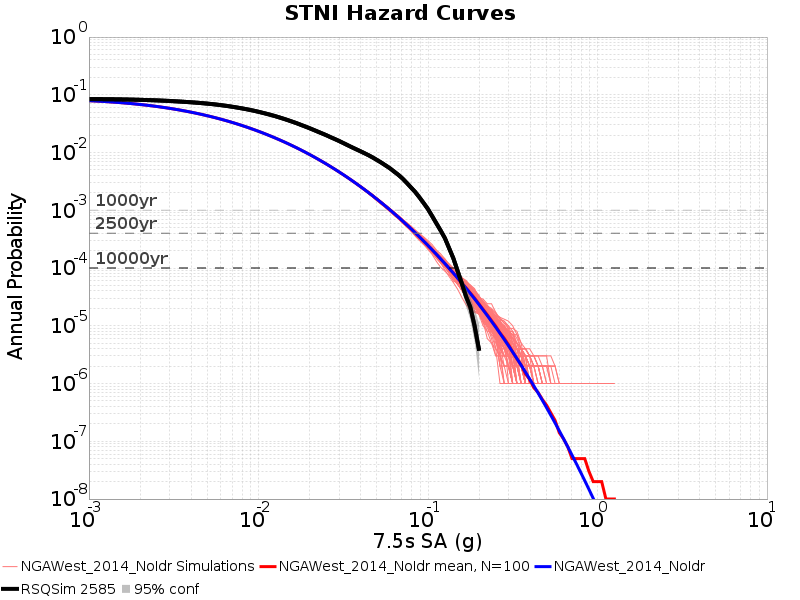 STNI Hazard Curves
10^0
10^-1
10^-2
10^-3
10^-4
10^-5
10^-6
10^-7
10^-8
Annual Probability
1000yr
2500yr
10000yr
10^-3 10^-2 10^-1 10^0 10^1
7.5s SA (g)
NGAWest_2014_NoIdr Simulations NGAWest_2014_NoIdr mean, N=100 NGAWest_2014_NoIdr
RSQSim 2585 95% conf